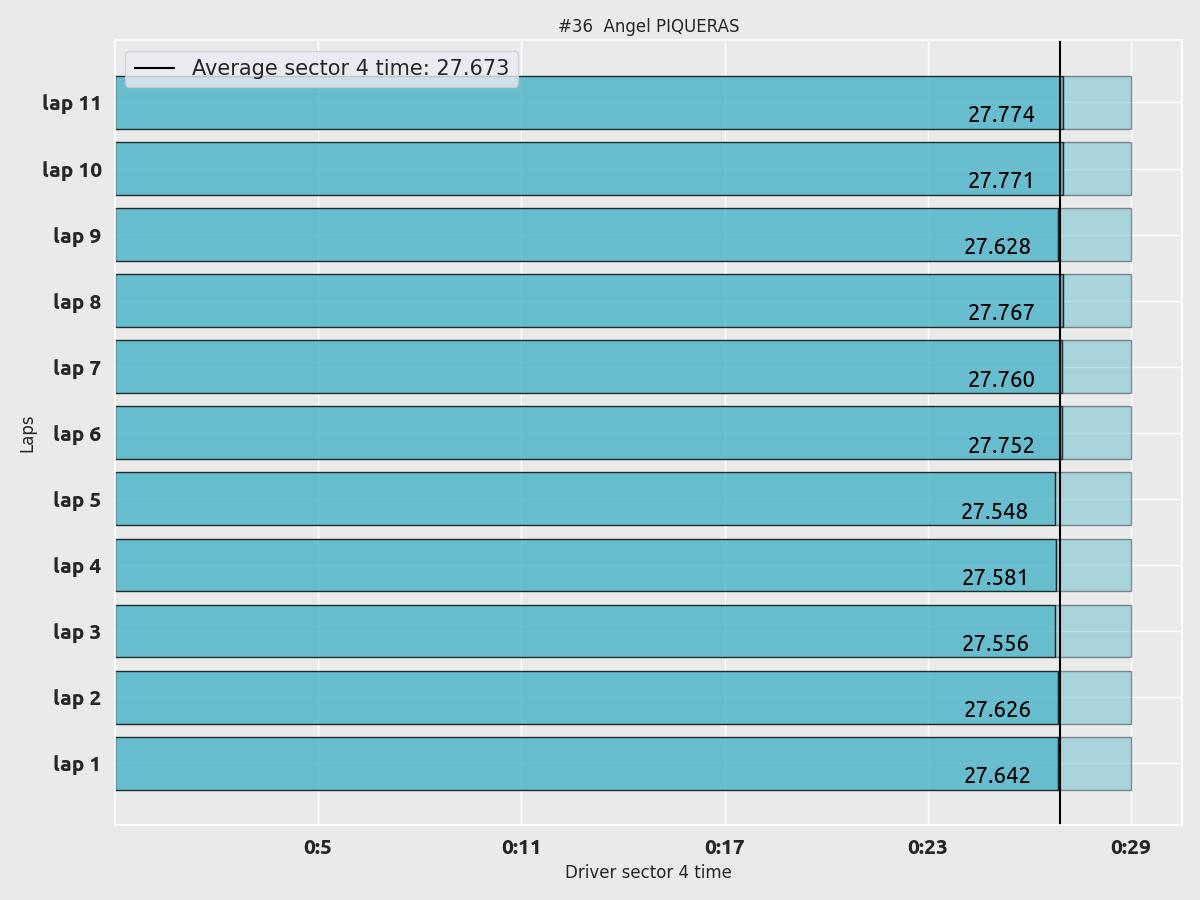 #36 Angel PIQUERAS
Average sector 4 time: 27.673
lap 11
27.774
lap 10
27.771
lap 9
27.628
lap 8
27.767
lap 7
27.760
lap 6
27.752
lap 5
27.548
lap 4
27.581
lap 3
27.556
lap 2
27.626
lap 1
27.642
Laps
0:5 0:11 0:17 0:23 0:29
Driver sector 4 time